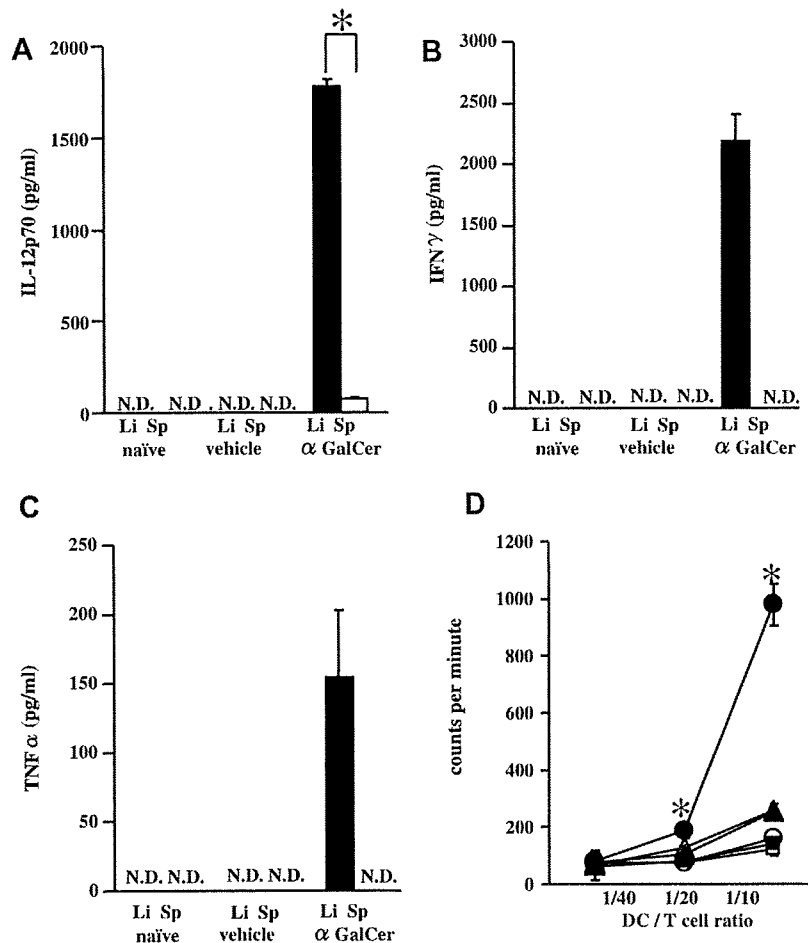 A
*
2000
1500
1000
500
0
IL-12p70 (pg/ml)
N.D. N.D . N.D. N.D.
Li Sp Li Sp Li Sp
naïve vehicle α GalCer
B
3000
2500
2000
1500
1000
500
0
IFNγ (pg/ml)
N.D. N.D. N.D. N.D. N.D.
Li Sp Li Sp Li Sp
naïve vehicle α GalCer
C
250
200
150
100
50
0
TNFα (pg/ml)
N.D. N.D. N.D. N.D. N.D.
Li Sp Li Sp Li Sp
naïve vehicle α GalCer
D
1200
1000
800
600
400
200
0
counts per minute
*
*
1/40 1/20 1/10
DC / T cell ratio